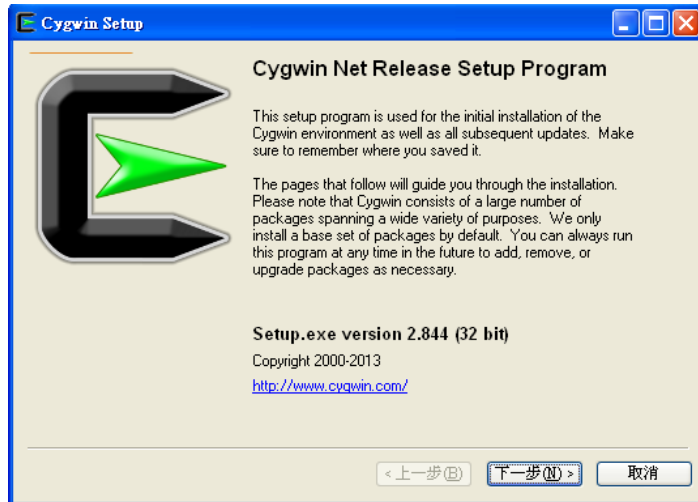 Cygwin Setup
Cygwin Net Release Setup Program
This setup program is used for the initial installation of the
Cygwin environment as well as all subsequent updates.  Make
sure to remember where you saved it.
The pages that follow will guide you through the installation.
Please note that Cygwin consists of a large number of
packages spanning a wide variety of purposes.  We only
install a base set of packages by default.  You can always run
this program at any time in the future to add, remove, or
upgrade packages as necessary.
Setup.exe version 2.844 (32 bit)
Copyright 2000-2013
http://www.cygwin.com/
<上一步(B) 下一步(N)> 取消